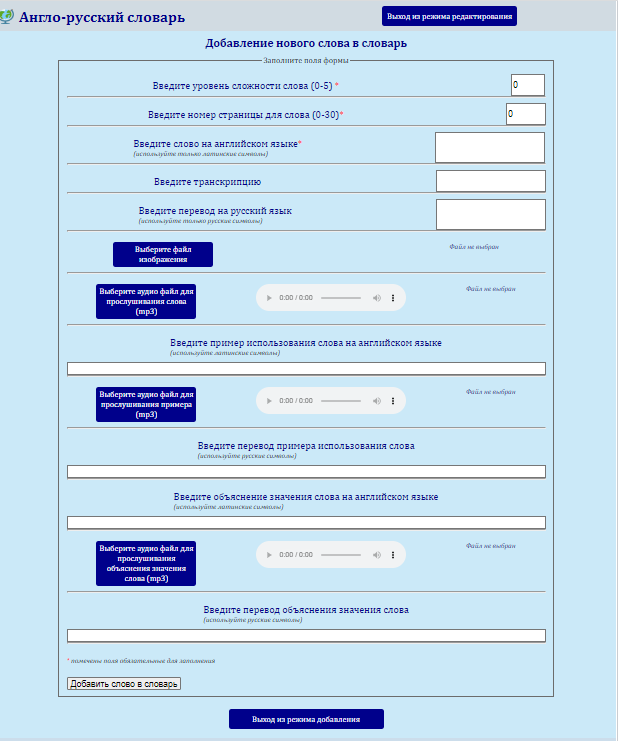 Англо-русский словарь
Выход из режима редактирования
Добавление нового слова в словарь
Заполните поля формы
Введите уровень сложности слова (0-5) *
0
Введите номер страницы для слова (0-30)*
0
Введите слово на английском языке*
(используйте только латинские символы)
Введите транскрипцию
Введите перевод на русский язык
(используйте только русские символы)
Выберите файл
изображения
Файл не выбран
Выберите аудио файл для
прослушивания слова
(mp3)
0:00 / 0:00
Файл не выбран
Введите пример использования слова на английском языке
(используйте латинские символы)
Выберите аудио файл для
прослушивания примера
(mp3)
0:00 / 0:00
Файл не выбран
Введите перевод примера использования слова
(используйте русские символы)
Введите объяснение значения слова на английском языке
(используйте латинские символы)
Выберите аудио файл для
прослушивания
объяснения значения
слова (mp3)
0:00 / 0:00
Файл не выбран
Введите перевод объяснения значения слова
(используйте русские символы)
* помечены поля обязательные для заполнения
Добавить слово в словарь
Выход из режима добавления